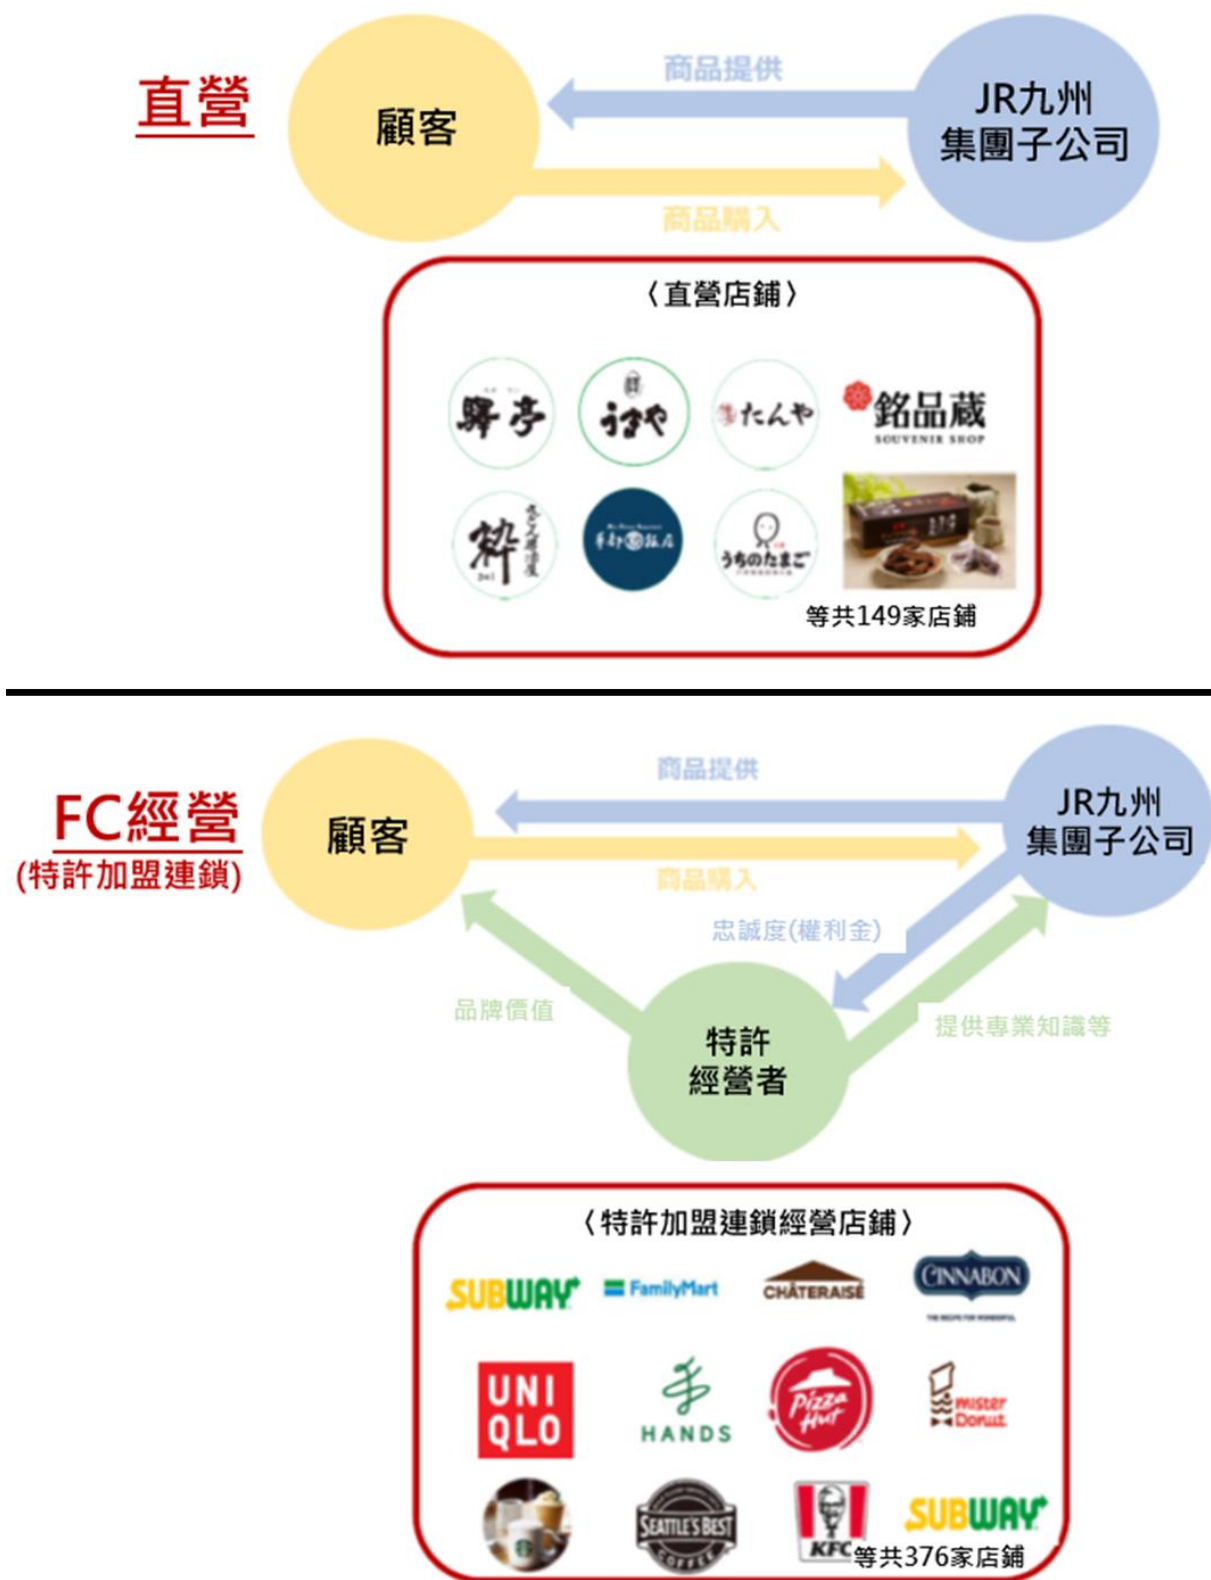 直營
顧客
商品提供
JR九州
集團子公司
商品購入
〈直營店鋪〉
驛亭
うまや
たんや
銘品蔵
SOUVENIR SHOP
粋
うちのたまご
等共149家店鋪
FC經營
(特許加盟連鎖)
顧客
商品提供
JR九州
集團子公司
商品購入
忠誠度(權利金)
品牌價值
提供專業知識等
特許
經營者
〈特許加盟連鎖經營店鋪〉
SUBWAY
FamilyMart
CHÂTERAISÉ
CINNABON
THE RECIPE FOR WONDERFUL
UNI
QLO
HANDS
Pizza
Hut
mister
Donut
SEATTLE'S BEST
COFFEE
KFC
SUBWAY
等共376家店鋪